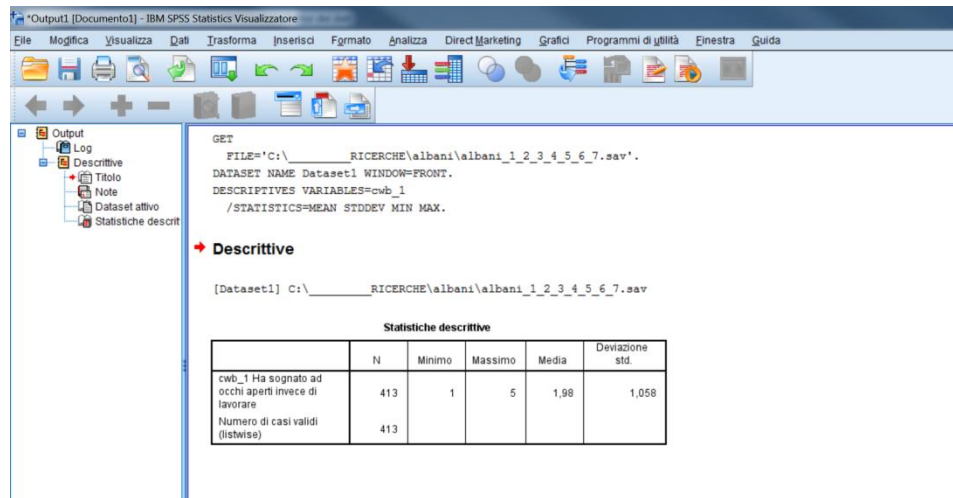 *Output1 [Documento1] - IBM SPSS Statistics Visualizzatore
File Modifica Visualizza Dati Trasforma Inserisci Formato Analizza Direct Marketing Grafici Programmi di utilità Finestra Guida
Output
Log
Descrittive
Titolo
Note
Dataset attivo
Statistiche descrit
GET
FILE='C:\_________RICERCHE\albani\albani_1_2_3_4_5_6_7.sav'.
DATASET NAME Dataset1 WINDOW=FRONT.
DESCRIPTIVES VARIABLES=cwb_1
/STATISTICS=MEAN STDDEV MIN MAX.
Descrittive
[Dataset1] C:\_________RICERCHE\albani\albani_1_2_3_4_5_6_7.sav
Statistiche descrittive
N Minimo Massimo Media Deviazione std.
cwb_1 Ha sognato ad
occhi aperti invece di
lavorare
413 1 5 1,98 1,058
Numero di casi validi
(listwise)
413